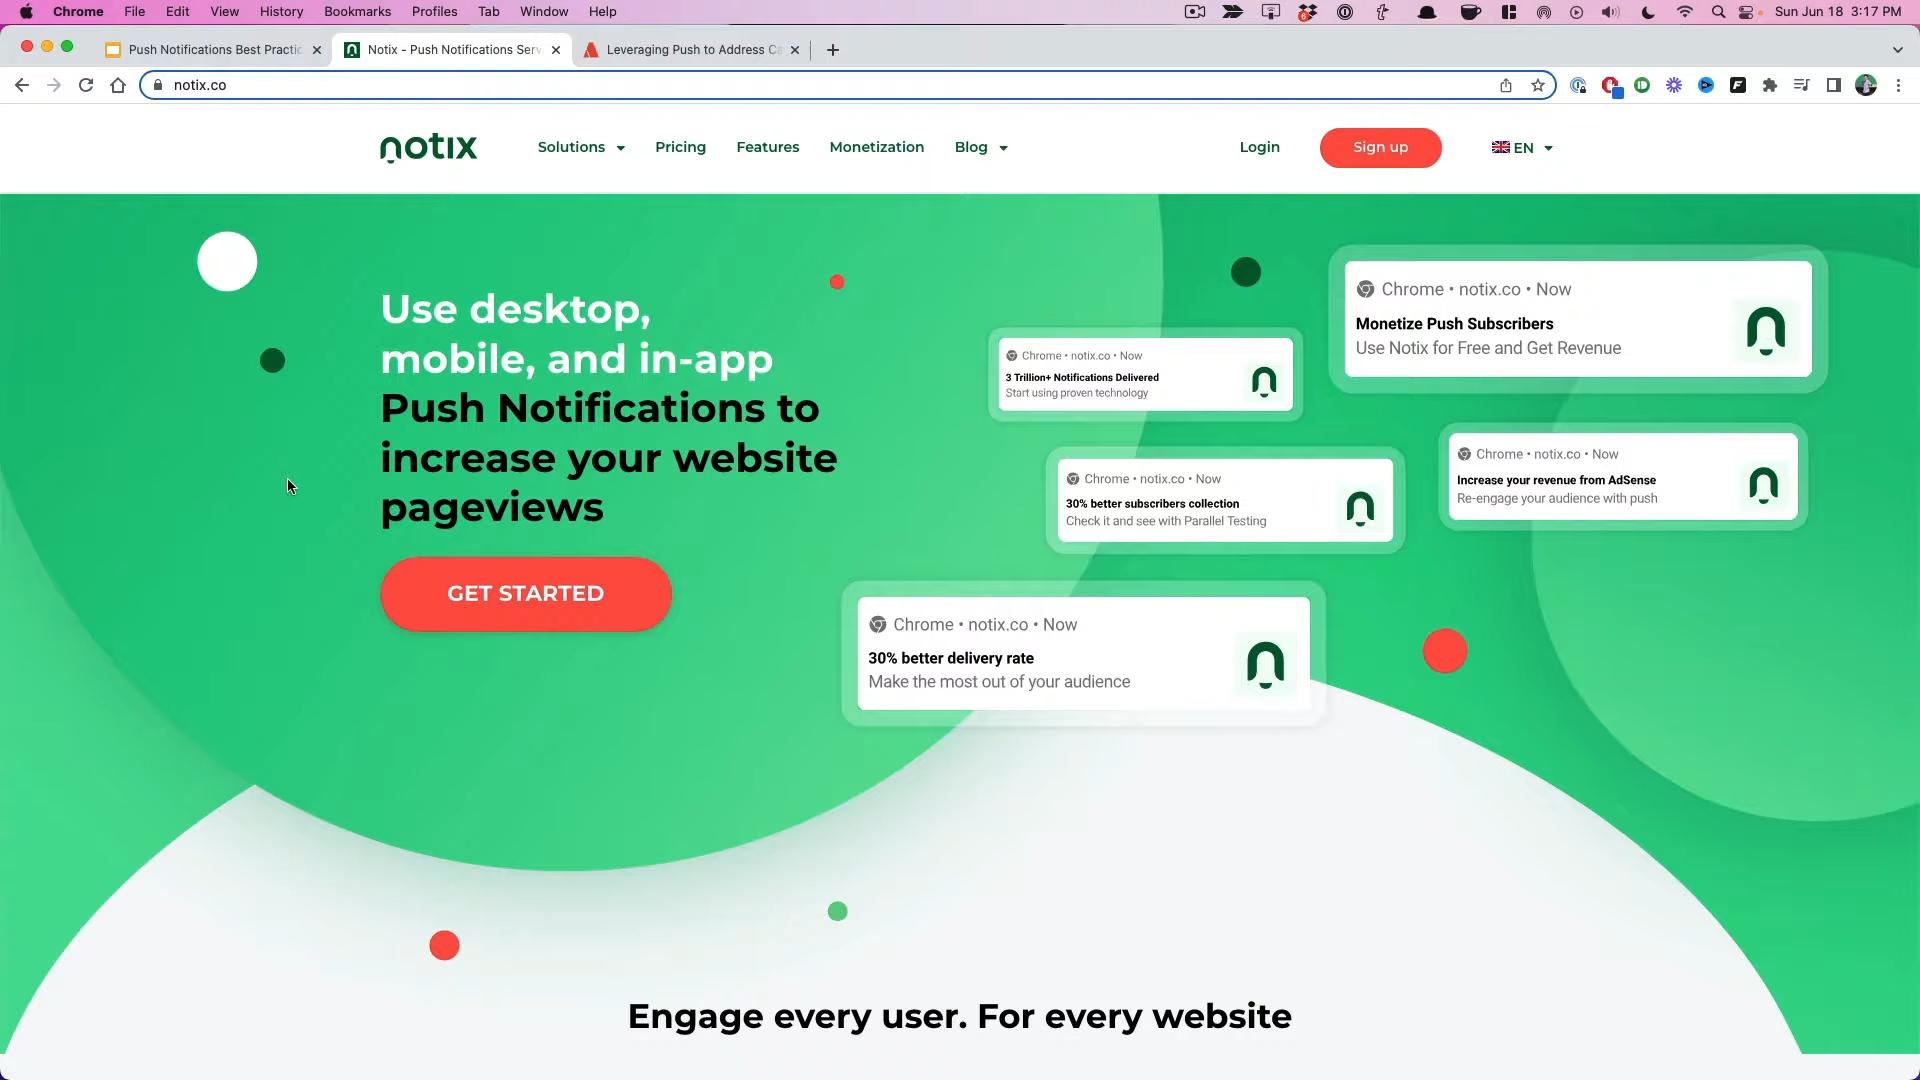 Chrome File Edit View History Bookmarks Profiles Tab Window Help
Sun Jun 18 3:17 PM
Push Notifications Best Practic
Notix - Push Notifications Serv
Leveraging Push to Address Ca
notix.co
notix
Solutions
Pricing
Features
Monetization
Blog
Login
Sign up
EN
Use desktop,
mobile, and in-app
Push Notifications to
increase your website
pageviews
GET STARTED
Chrome • notix.co • Now
Monetize Push Subscribers
Use Notix for Free and Get Revenue
Chrome • notix.co • Now
3 Trillion+ Notifications Delivered
Start using proven technology
Chrome • notix.co • Now
Increase your revenue from AdSense
Re-engage your audience with push
Chrome • notix.co • Now
30% better subscribers collection
Check it and see with Parallel Testing
Chrome • notix.co • Now
30% better delivery rate
Make the most out of your audience
Engage every user. For every website